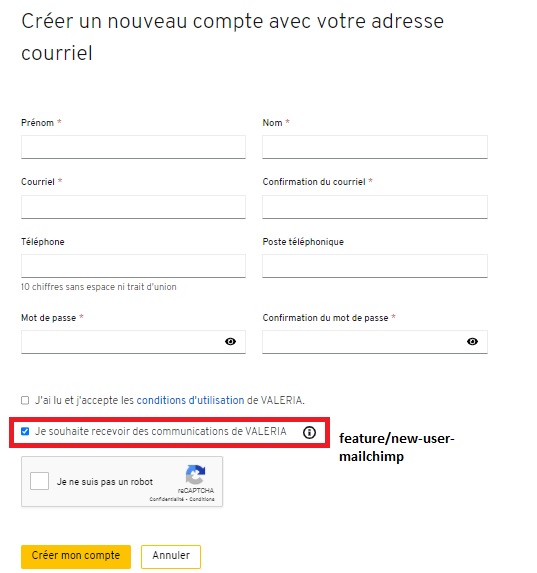 Créer un nouveau compte avec votre adresse
courriel
Prénom *
Nom *
Courriel *
Confirmation du courriel *
Téléphone
Poste téléphonique
10 chiffres sans espace ni trait d'union
Mot de passe *
Confirmation du mot de passe *
J'ai lu et j'accepte les conditions d'utilisation de VALERIA.
Je souhaite recevoir des communications de VALERIA
feature/new-user-
mailchimp
Je ne suis pas un robot
reCAPTCHA
Confidentialité - Conditions
Créer mon compte
Annuler